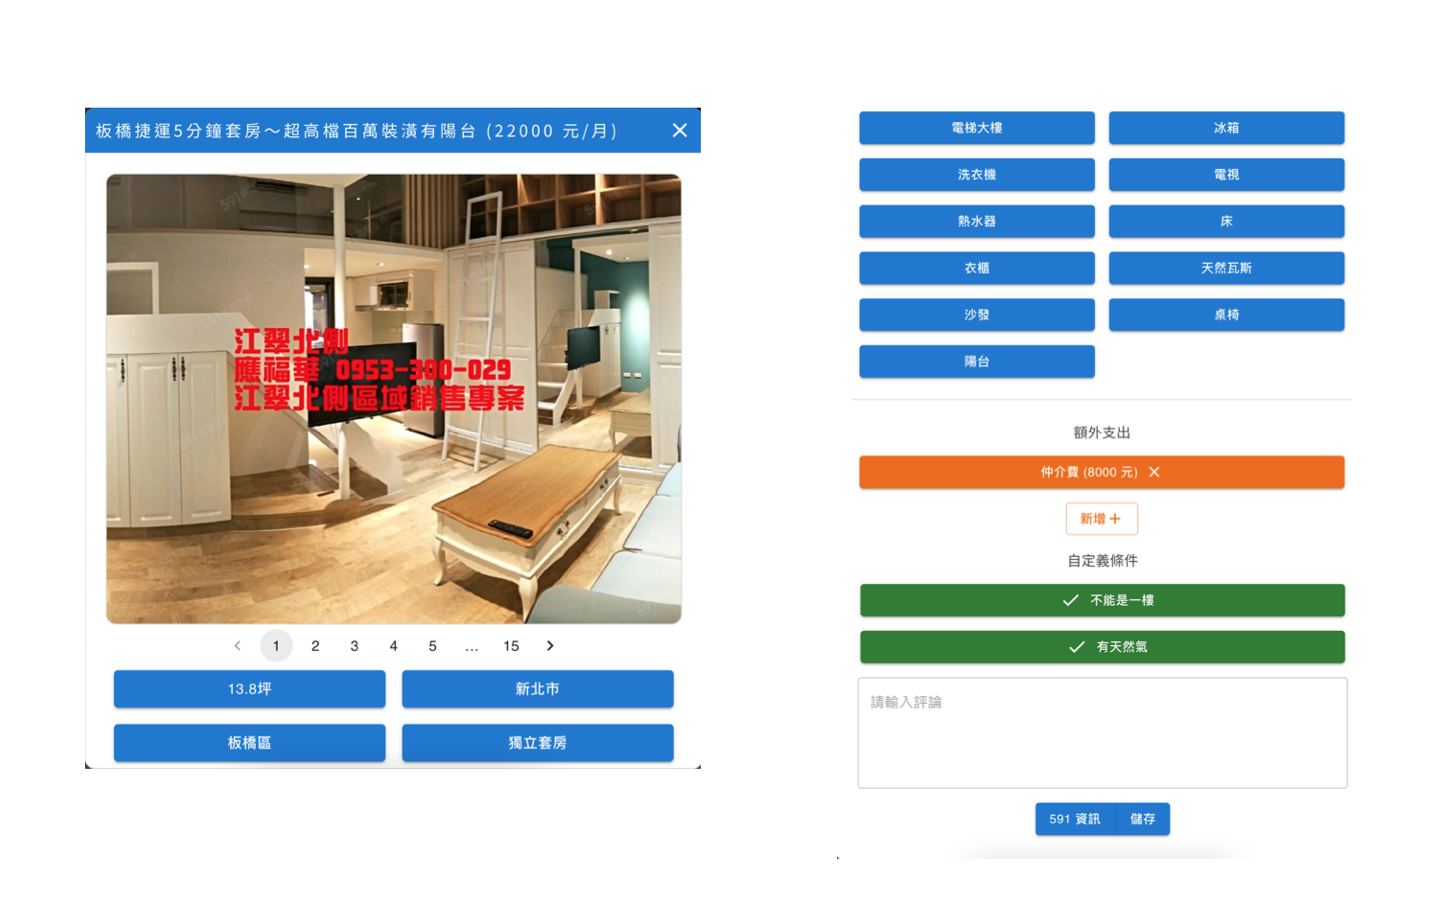 板橋捷運5分鐘套房～超高檔百萬裝潢有陽台 (22000 元/月)
江翠北側
應福華 0953-300-029
江翠北側區域銷售專案
1 2 3 4 5 ... 15
13.8坪
新北市
板橋區
獨立套房
電梯大樓
冰箱
洗衣機
電視
熱水器
床
衣櫃
天然瓦斯
沙發
桌椅
陽台
額外支出
仲介費 (8000 元)
新增
自定義條件
不能是一樓
有天然氣
請輸入評論
591 資訊
儲存